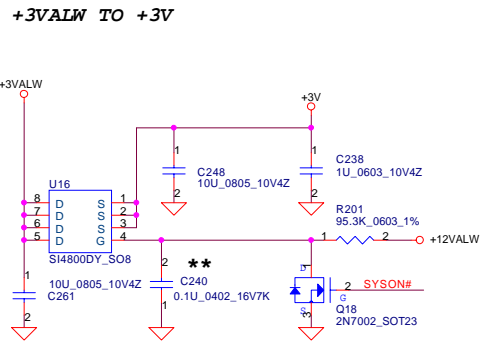 +3VALW TO +3V
+3VALW
+3V
1
1
C248
10U_0805_10V4Z
2
C238
1U_0603_10V4Z
2
U16
8 D S 1
7 D S 2
6 D S 3
5 D G 4
SI4800DY_SO8
R201
95.3K_0603_1%
1 2
+12VALW
1
10U_0805_10V4Z
C261
2
2
**
C240
0.1U_0402_16V7K
1
1
D
2 SYSON#
G
S
3
Q18
2N7002_SOT23